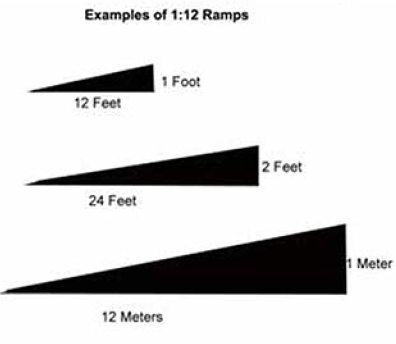 Examples of 1:12 Ramps
1 Foot
12 Feet
2 Feet
24 Feet
1 Meter
12 Meters